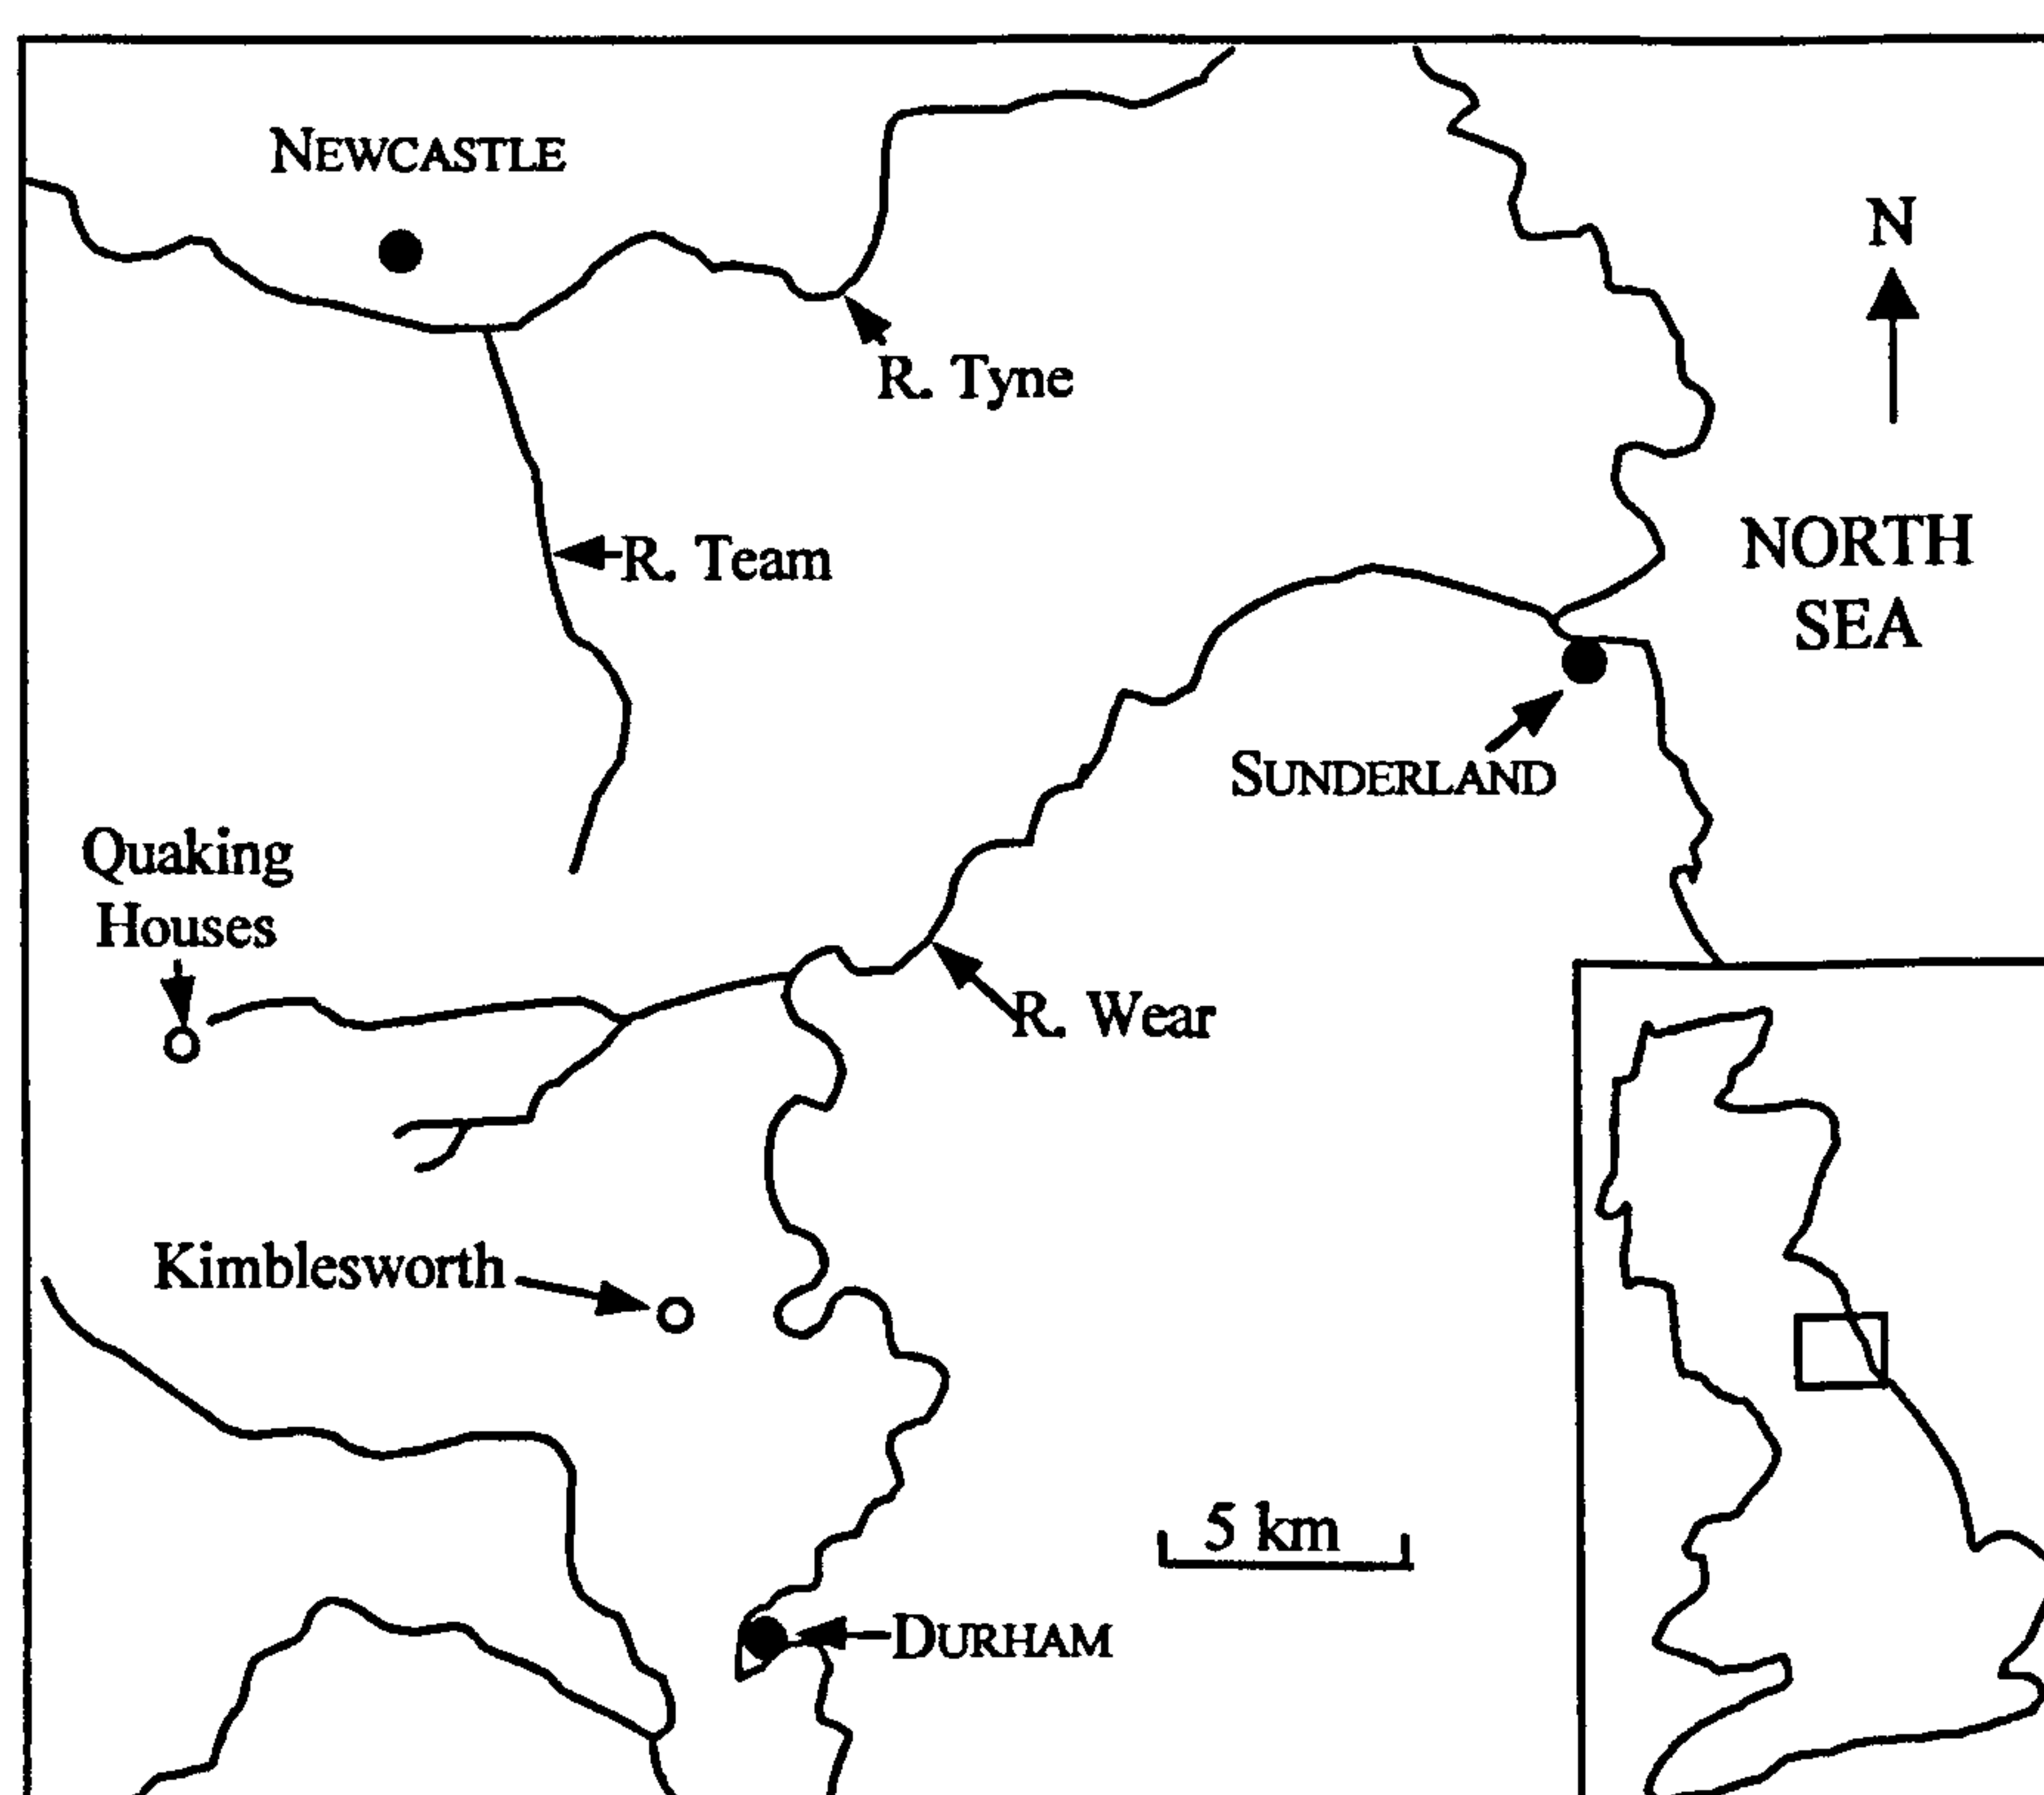 NEWCASTLE
N
R. Tyne
NORTH
SEA
R. Team
SUNDERLAND
Quaking
Houses
R. Wear
Kimblesworth
5 km
DURHAM